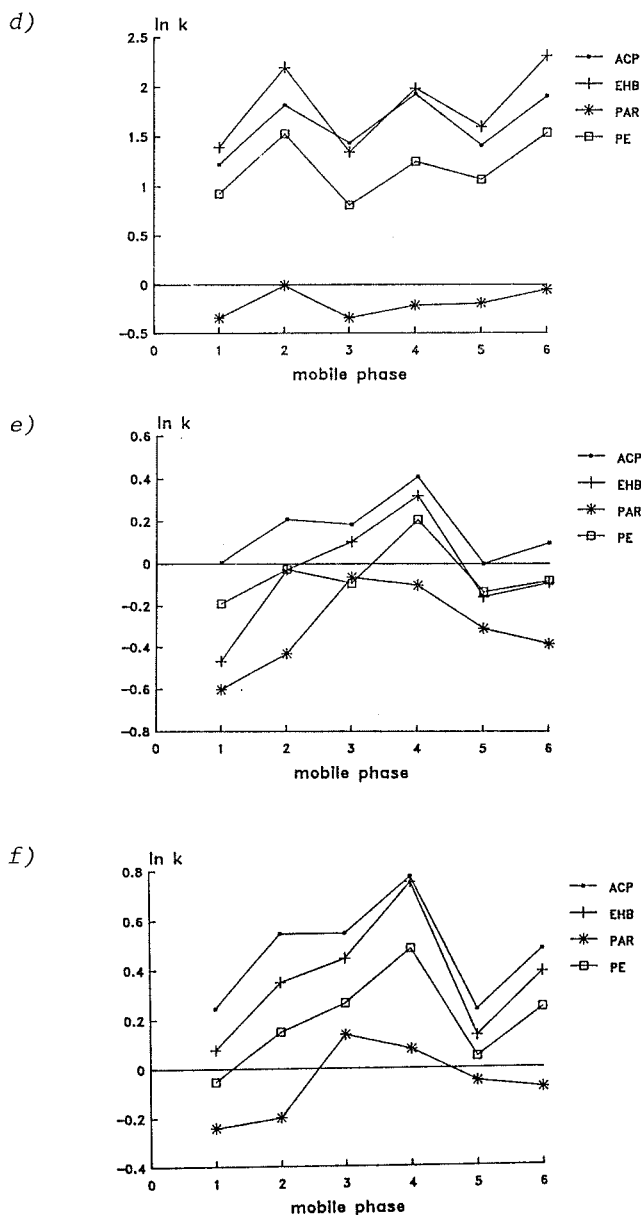 d)
ln k
2.5
2
1.5
1
0.5
0
−0.5
0 1 2 3 4 5 6
mobile phase
ACP
EHB
PAR
PE
e)
ln k
0.6
0.4
0.2
0
−0.2
−0.4
−0.6
−0.8
0 1 2 3 4 5 6
mobile phase
ACP
EHB
PAR
PE
f)
ln k
0.8
0.6
0.4
0.2
0
−0.2
−0.4
0 1 2 3 4 5 6
mobile phase
ACP
EHB
PAR
PE